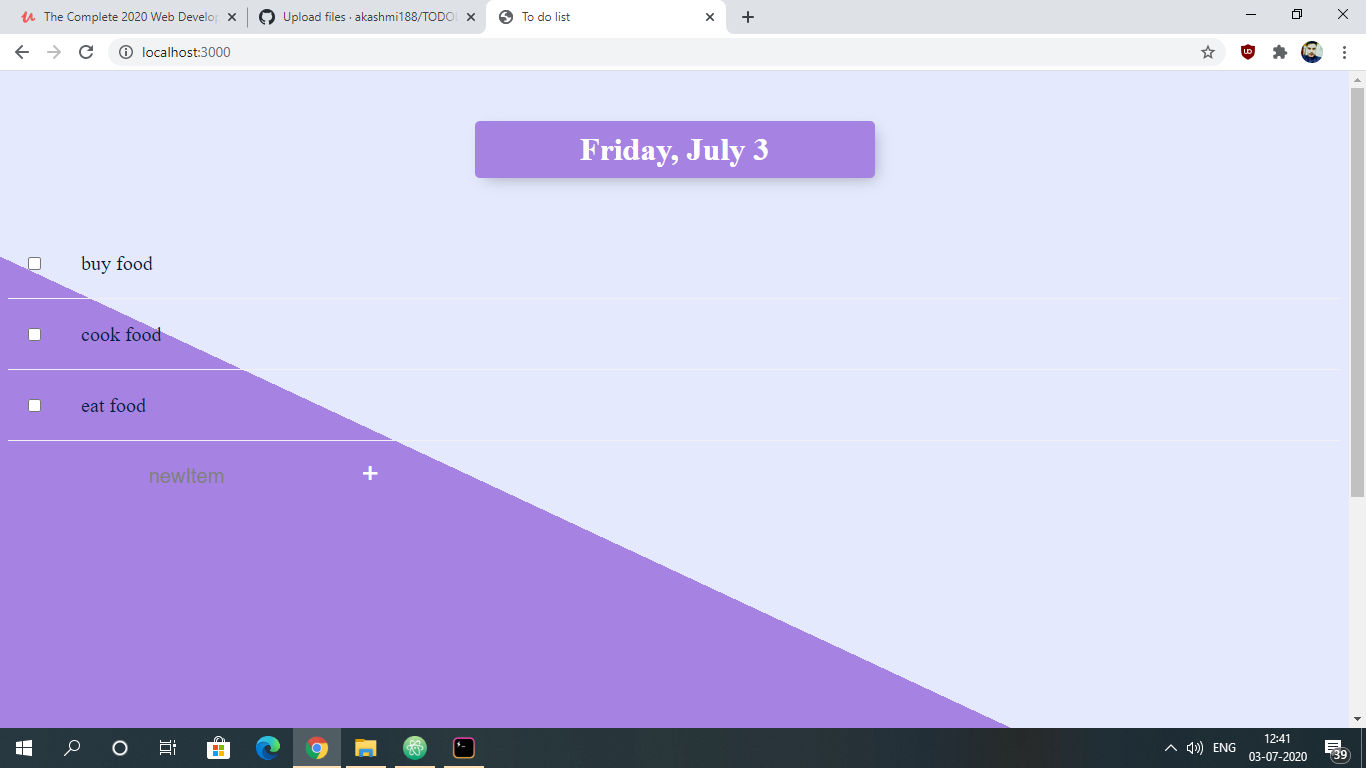 The Complete 2020 Web Develop
Upload files · akashmi188/TODOL
To do list
localhost:3000
Friday, July 3
buy food
cook food
eat food
newItem
+
ENG
12:41
03-07-2020
39